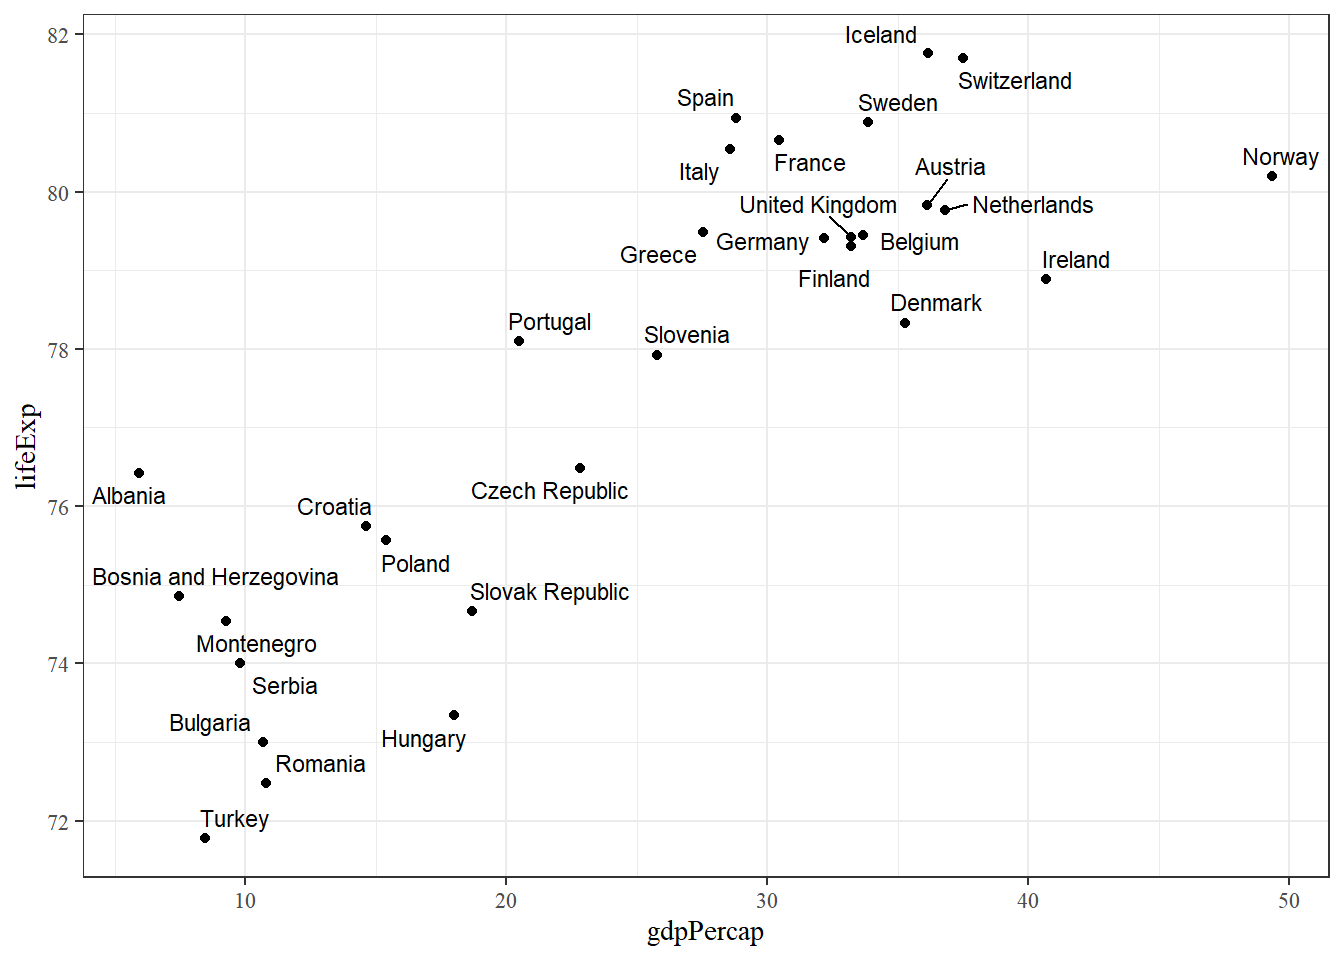 82
Iceland
Switzerland
Spain
Sweden
Norway
France
Austria
Italy
80
United Kingdom
Netherlands
Germany
Belgium
Greece
Ireland
Finland
Denmark
Portugal
Slovenia
78
lifeExp
Albania
Czech Republic
76
Croatia
Poland
Bosnia and Herzegovina
Slovak Republic
Montenegro
74
Serbia
Bulgaria
Hungary
Romania
Turkey
72
10 20 30 40 50
gdpPercap